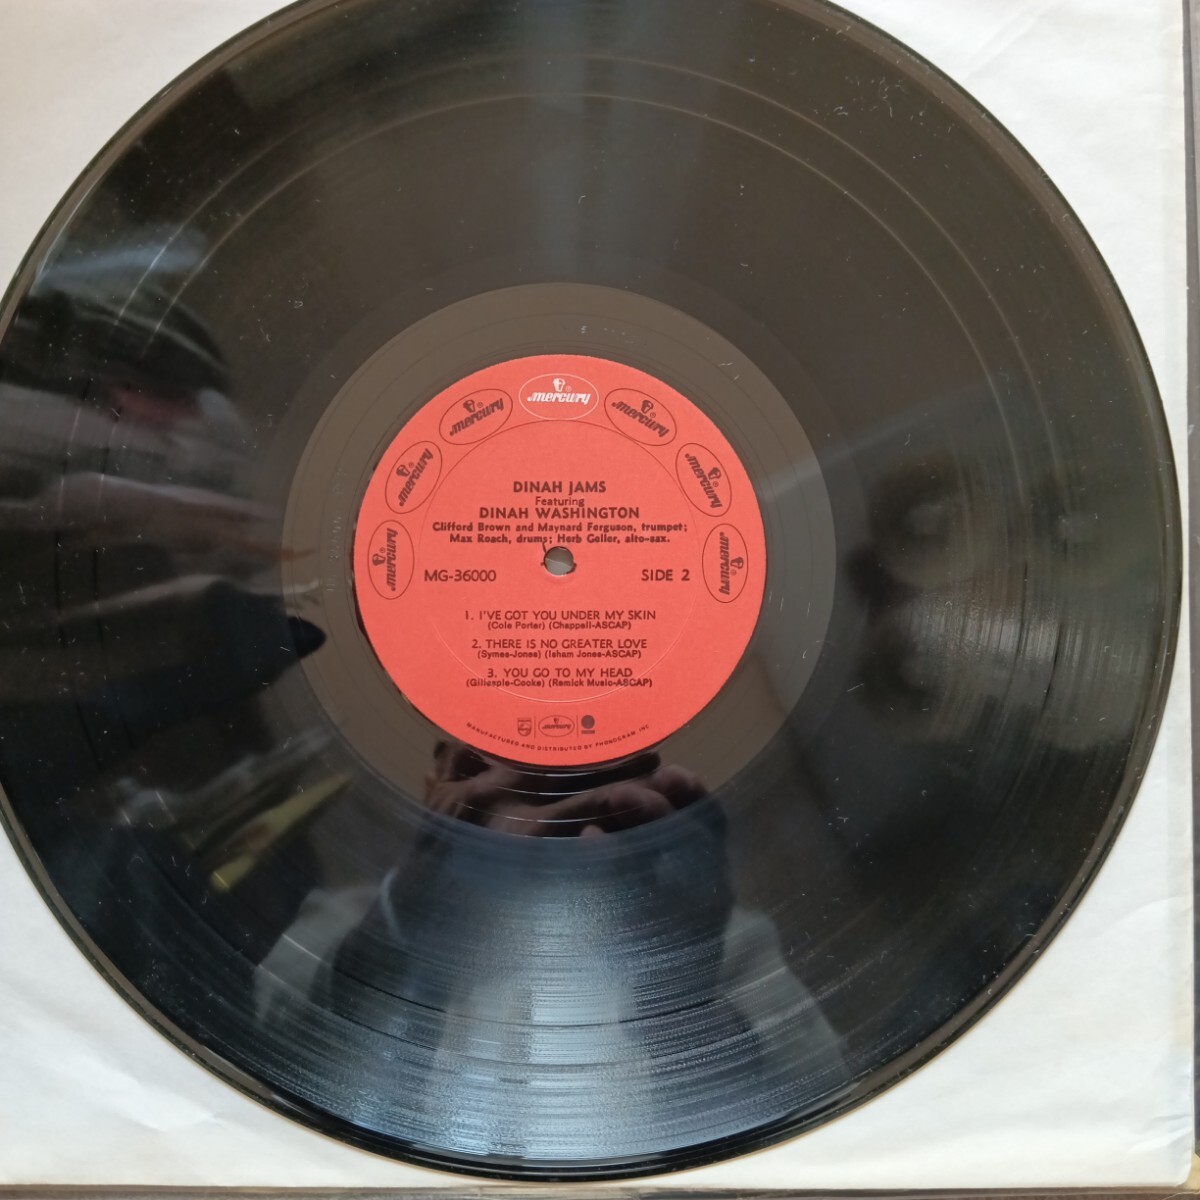 mercury
mercury
mercury
mercury
mercury
mercury
mercury
DINAH JAMS
Featuring
DINAH WASHINGTON
Clifford Brown and Maynard Ferguson, trumpet;
Max Roach, drums; Herb Geller, alto-sax.
MG-36000 SIDE 2
1. I'VE GOT YOU UNDER MY SKIN
(Cole Porter) (Chappell-ASCAP)
2. THERE IS NO GREATER LOVE
(Symes-Jones) (Isham Jones-ASCAP)
3. YOU GO TO MY HEAD
(Gillespie-Coots) (Remick Music-ASCAP)
mercury
MANUFACTURED AND DISTRIBUTED BY PHONOGRAM, INC.